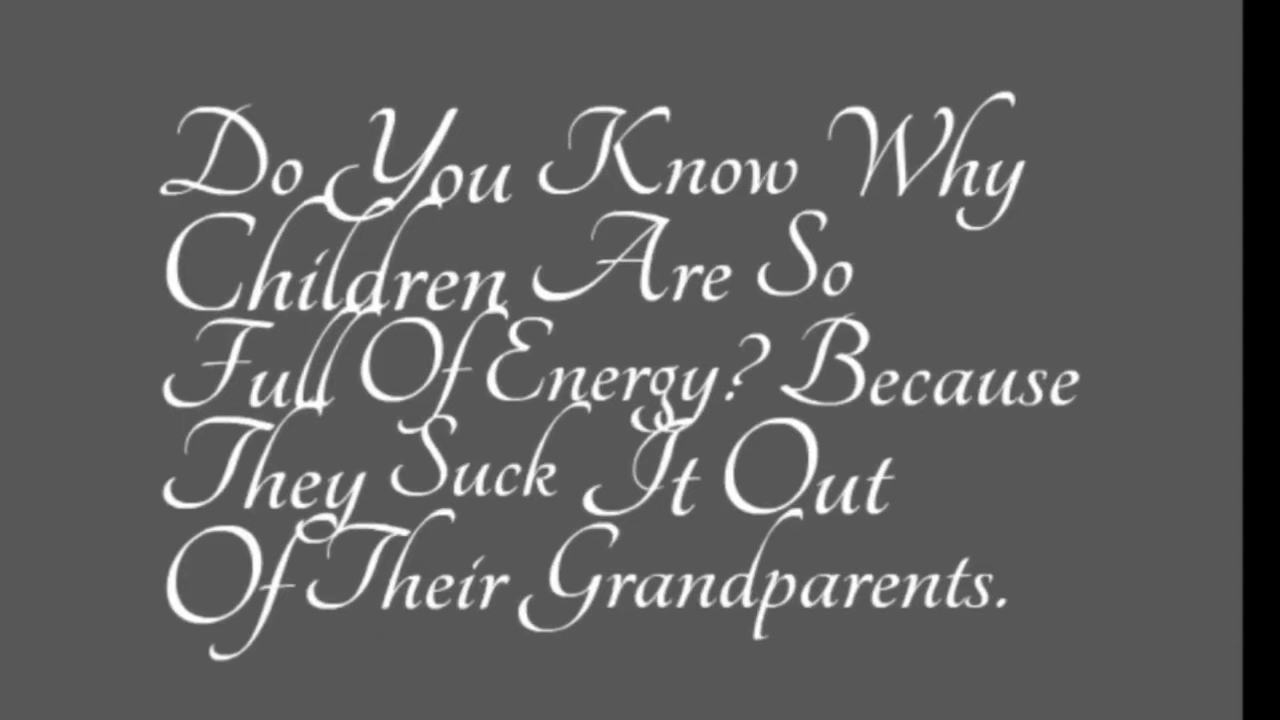 Do You Know Why
Children Are So
Full Of Energy? Because
They Suck It Out
Of Their Grandparents.